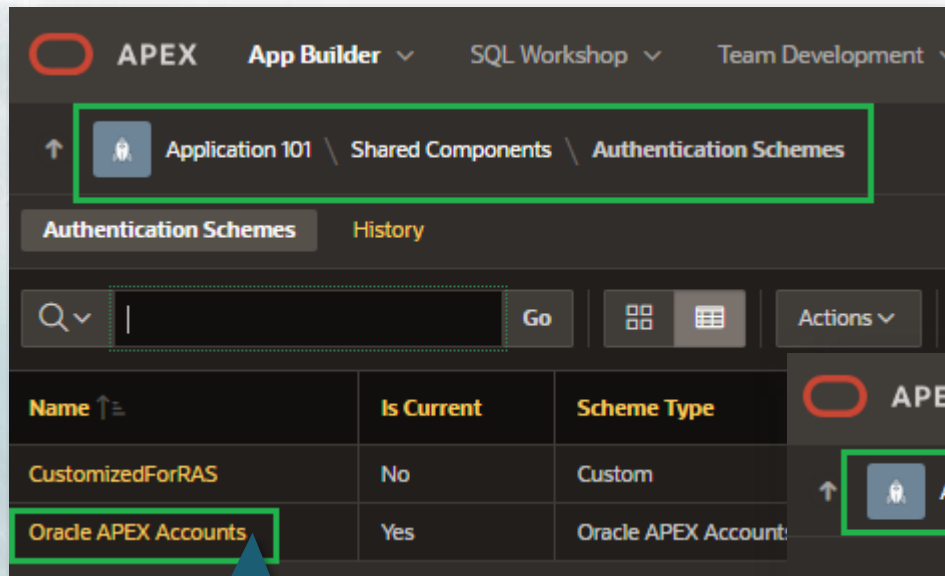 APEX App Builder SQL Workshop Team Development
Application 101 \ Shared Components \ Authentication Schemes
Authentication Schemes History
Go Actions
Name Is Current Scheme Type
CustomizedForRAS No Custom
Oracle APEX Accounts Yes Oracle APEX